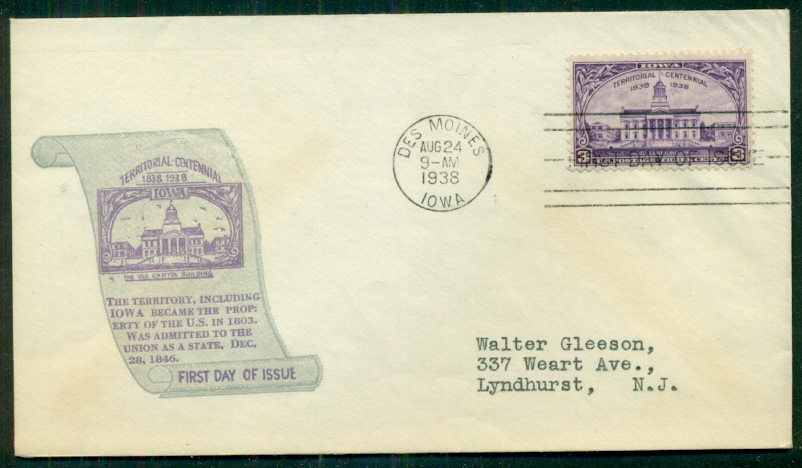 TERRITORIAL CENTENNIAL
1838 1938
IOWA
THE OLD CAPITOL BUILDING
THE TERRITORY, INCLUDING
IOWA BECAME THE PROP-
ERTY OF THE U.S. IN 1803.
WAS ADMITTED TO THE
UNION AS A STATE, DEC,
28, 1846.
FIRST DAY OF ISSUE
DES MOINES
AUG 24
9-AM
1938
IOWA
IOWA
TERRITORIAL CENTENNIAL
1838 1938
3 U.S. POSTAGE 3
Walter Gleeson,
337 Weart Ave.,
Lyndhurst, N.J.